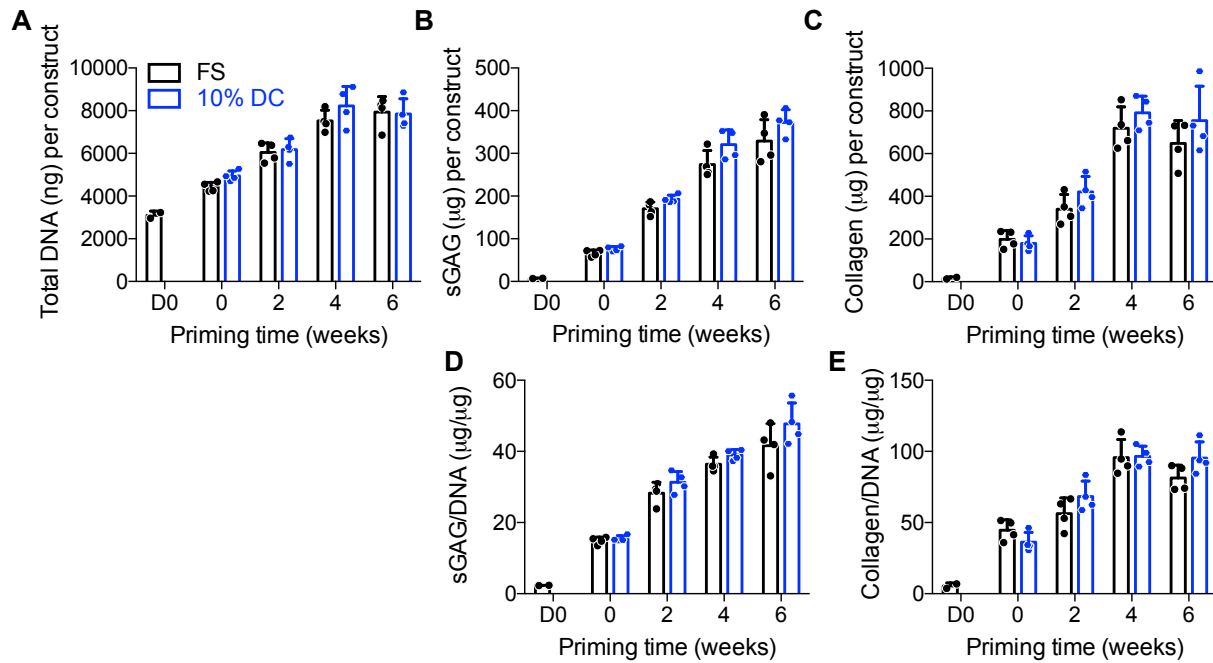 A
Total DNA (ng) per construct
10000
8000
6000
4000
2000
0
FS
10% DC
D0 0 2 4 6
Priming time (weeks)
B
sGAG (μg) per construct
500
400
300
200
100
0
D0 0 2 4 6
Priming time (weeks)
C
Collagen (μg) per construct
1000
800
600
400
200
0
D0 0 2 4 6
Priming time (weeks)
D
sGAG/DNA (μg/μg)
60
40
20
0
D0 0 2 4 6
Priming time (weeks)
E
Collagen/DNA (μg/μg)
150
100
50
0
D0 0 2 4 6
Priming time (weeks)